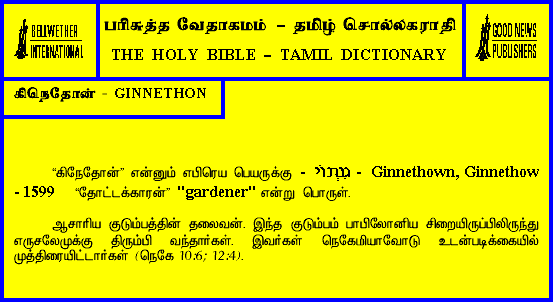 BELLWETHER
INTERNATIONAL
பரிசுத்த வேதாகமம் – தமிழ் சொல்லகராதி
THE HOLY BIBLE – TAMIL DICTIONARY
GOOD NEWS
PUBLISHERS
கிநெதோன் - GINNETHON
“கிநேதோன்” என்னும் எபிரெய பெயருக்கு - גִּנְּתוֹי - Ginnethown, Ginnethow
- 1599 “தோட்டக்காரன்” "gardener" என்று பொருள்.
ஆசாரிய குடும்பத்தின் தலைவன். இந்த குடும்பம் பாபிலோனிய சிறையிருப்பிலிருந்து
எருசலேமுக்கு திரும்பி வந்தார்கள். இவர்கள் நெகேமியாவோடு உடன்படிக்கையில்
முத்திரையிட்டார்கள் (நெகே 10:6; 12:4).